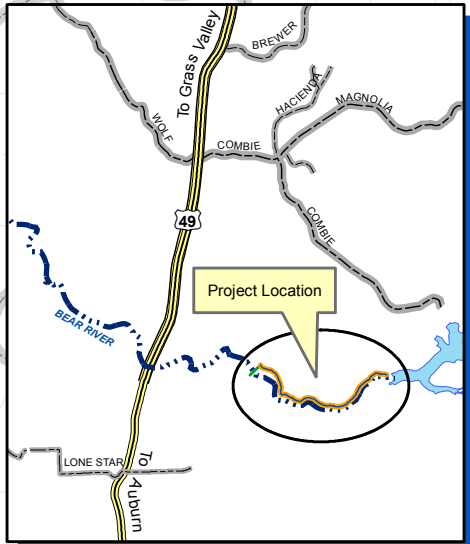 To Grass Valley
BREWER
HACIENDA
MAGNOLIA
WOLF
COMBIE
COMBIE
49
Project Location
BEAR RIVER
LONE STAR
To Auburn